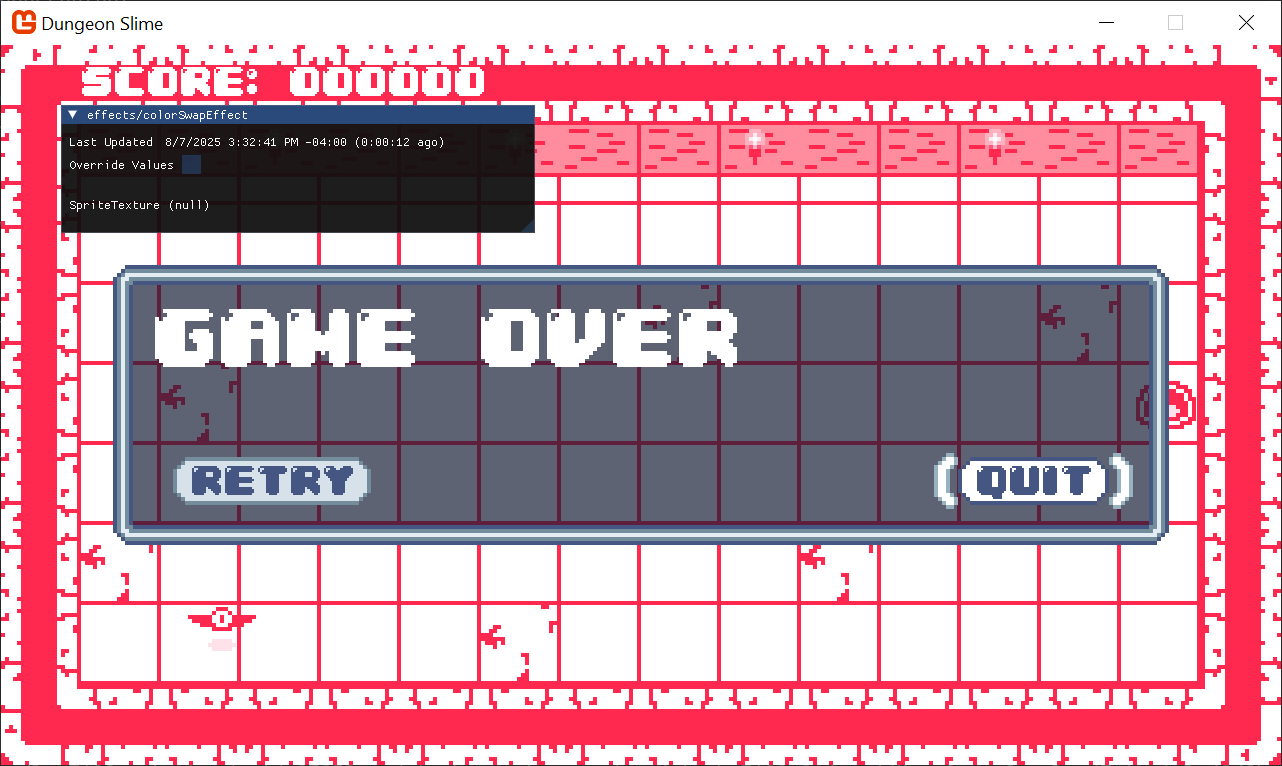 Dungeon Slime
SCORE: 000000
effects/colorSwapEffect
Last Updated 8/7/2025 3:32:41 PM -04:00 (0:00:12 ago)
Override Values
SpriteTexture (null)
GAME OVER
RETRY
(QUIT)